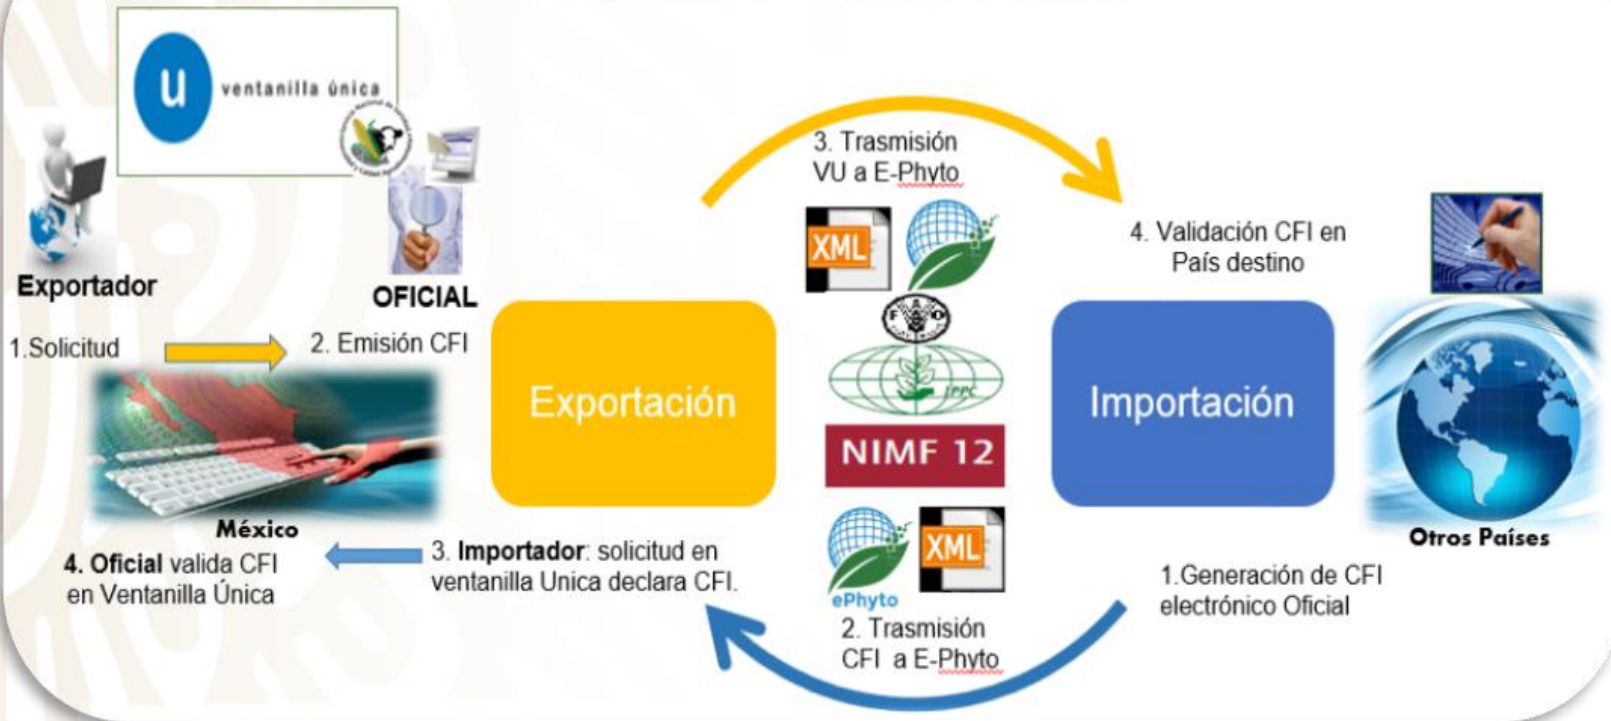 u
ventanilla única
Exportador
OFICIAL
1.Solicitud
2. Emisión CFI
México
4. Oficial valida CFI
en Ventanilla Única
3. Importador: solicitud en
ventanilla Unica declara CFI.
Exportación
3. Trasmisión
VU a E-Phyto
XML
F A O
IPPC
NIMF 12
ePhyto
XML
2. Trasmisión
CFI a E-Phyto
Importación
4. Validación CFI en
País destino
Otros Países
1.Generación de CFI
electrónico Oficial